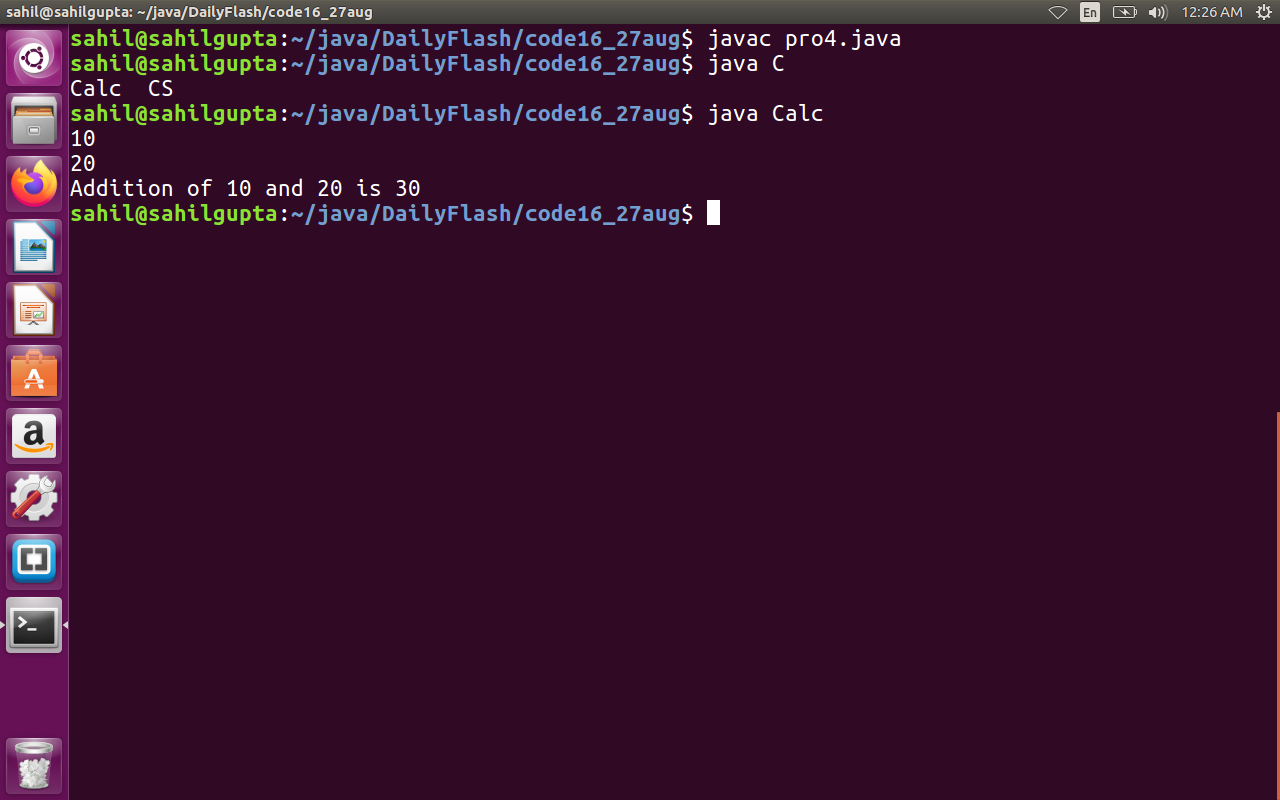 sahil@sahilgupta: ~/java/DailyFlash/code16_27aug
En
12:26 AM
sahil@sahilgupta:~/java/DailyFlash/code16_27aug$ javac pro4.java
sahil@sahilgupta:~/java/DailyFlash/code16_27aug$ java C
Calc  CS
sahil@sahilgupta:~/java/DailyFlash/code16_27aug$ java Calc
10
20
Addition of 10 and 20 is 30
sahil@sahilgupta:~/java/DailyFlash/code16_27aug$